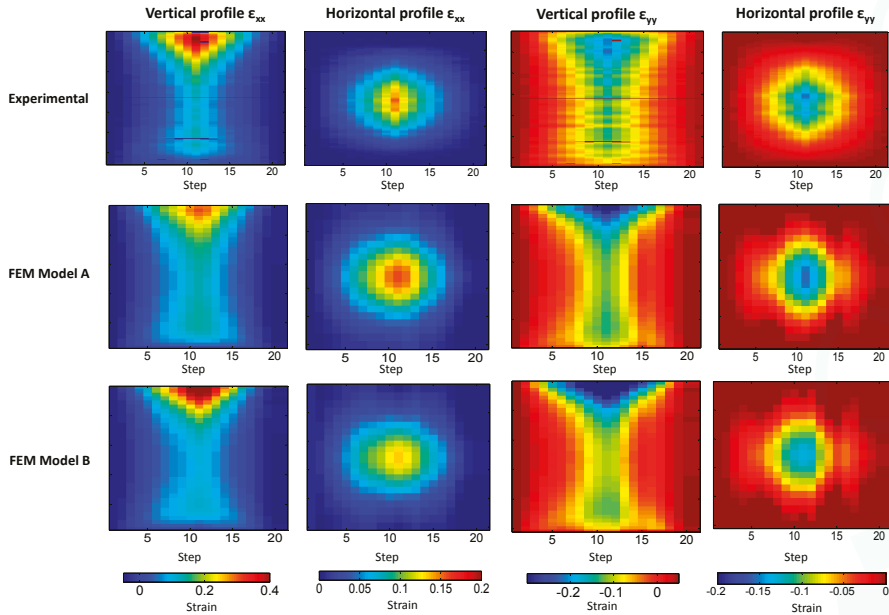 Vertical profile εxx
Horizontal profile εxx
Vertical profile εyy
Horizontal profile εyy
Experimental
5 10 15 20
Step
5 10 15 20
Step
5 10 15 20
Step
5 10 15 20
Step
FEM Model A
5 10 15 20
Step
5 10 15 20
Step
5 10 15 20
Step
5 10 15 20
Step
FEM Model B
5 10 15 20
Step
5 10 15 20
Step
5 10 15 20
Step
5 10 15 20
Step
0 0.2 0.4
Strain
0 0.1 0.2
Strain
-0.2 -0.1 0
Strain
-0.2 -0.15 -0.1 -0.05 0
Strain